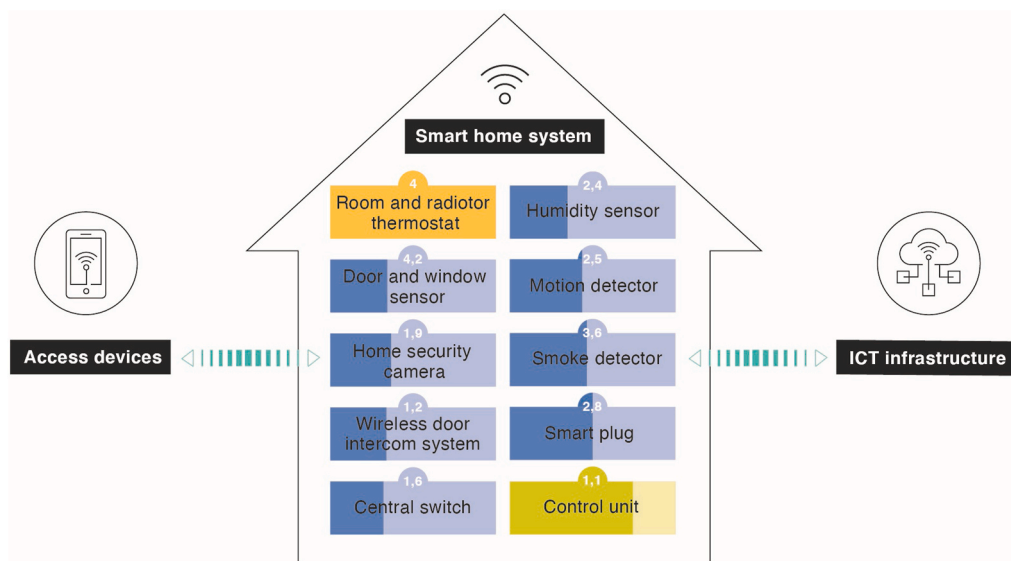 Smart home system
4
Room and radiotor
thermostat
2,4
Humidity sensor
4,2
Door and window
sensor
2,5
Motion detector
1,9
Home security
camera
3,6
Smoke detector
Access devices
ICT infrastructure
1,2
Wireless door
intercom system
2,8
Smart plug
1,6
Central switch
1,1
Control unit